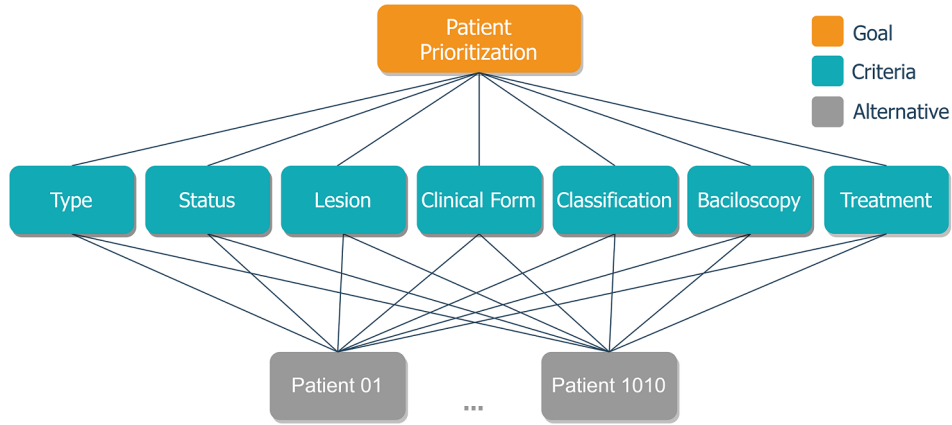 Patient
Prioritization
Goal
Criteria
Alternative
Type
Status
Lesion
Clinical Form
Classification
Baciloscopy
Treatment
Patient 01
...
Patient 1010